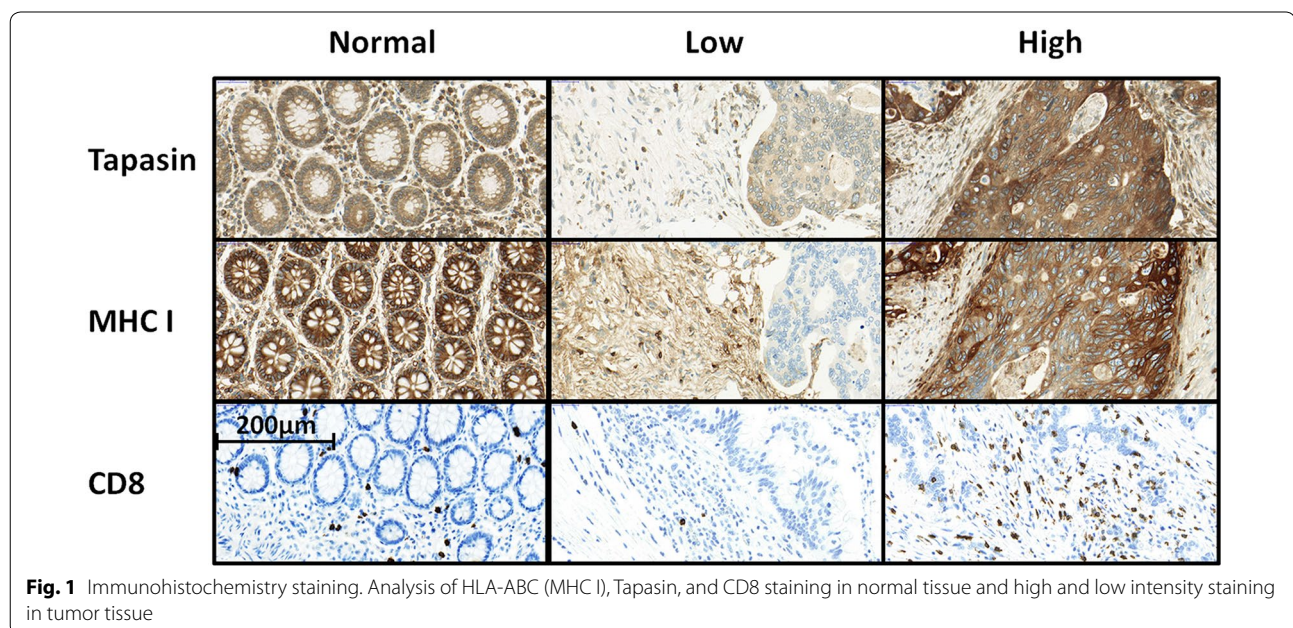 Normal Low High
Tapasin
MHC I
200µm
CD8
Fig. 1 Immunohistochemistry staining. Analysis of HLA-ABC (MHC I), Tapasin, and CD8 staining in normal tissue and high and low intensity staining
in tumor tissue